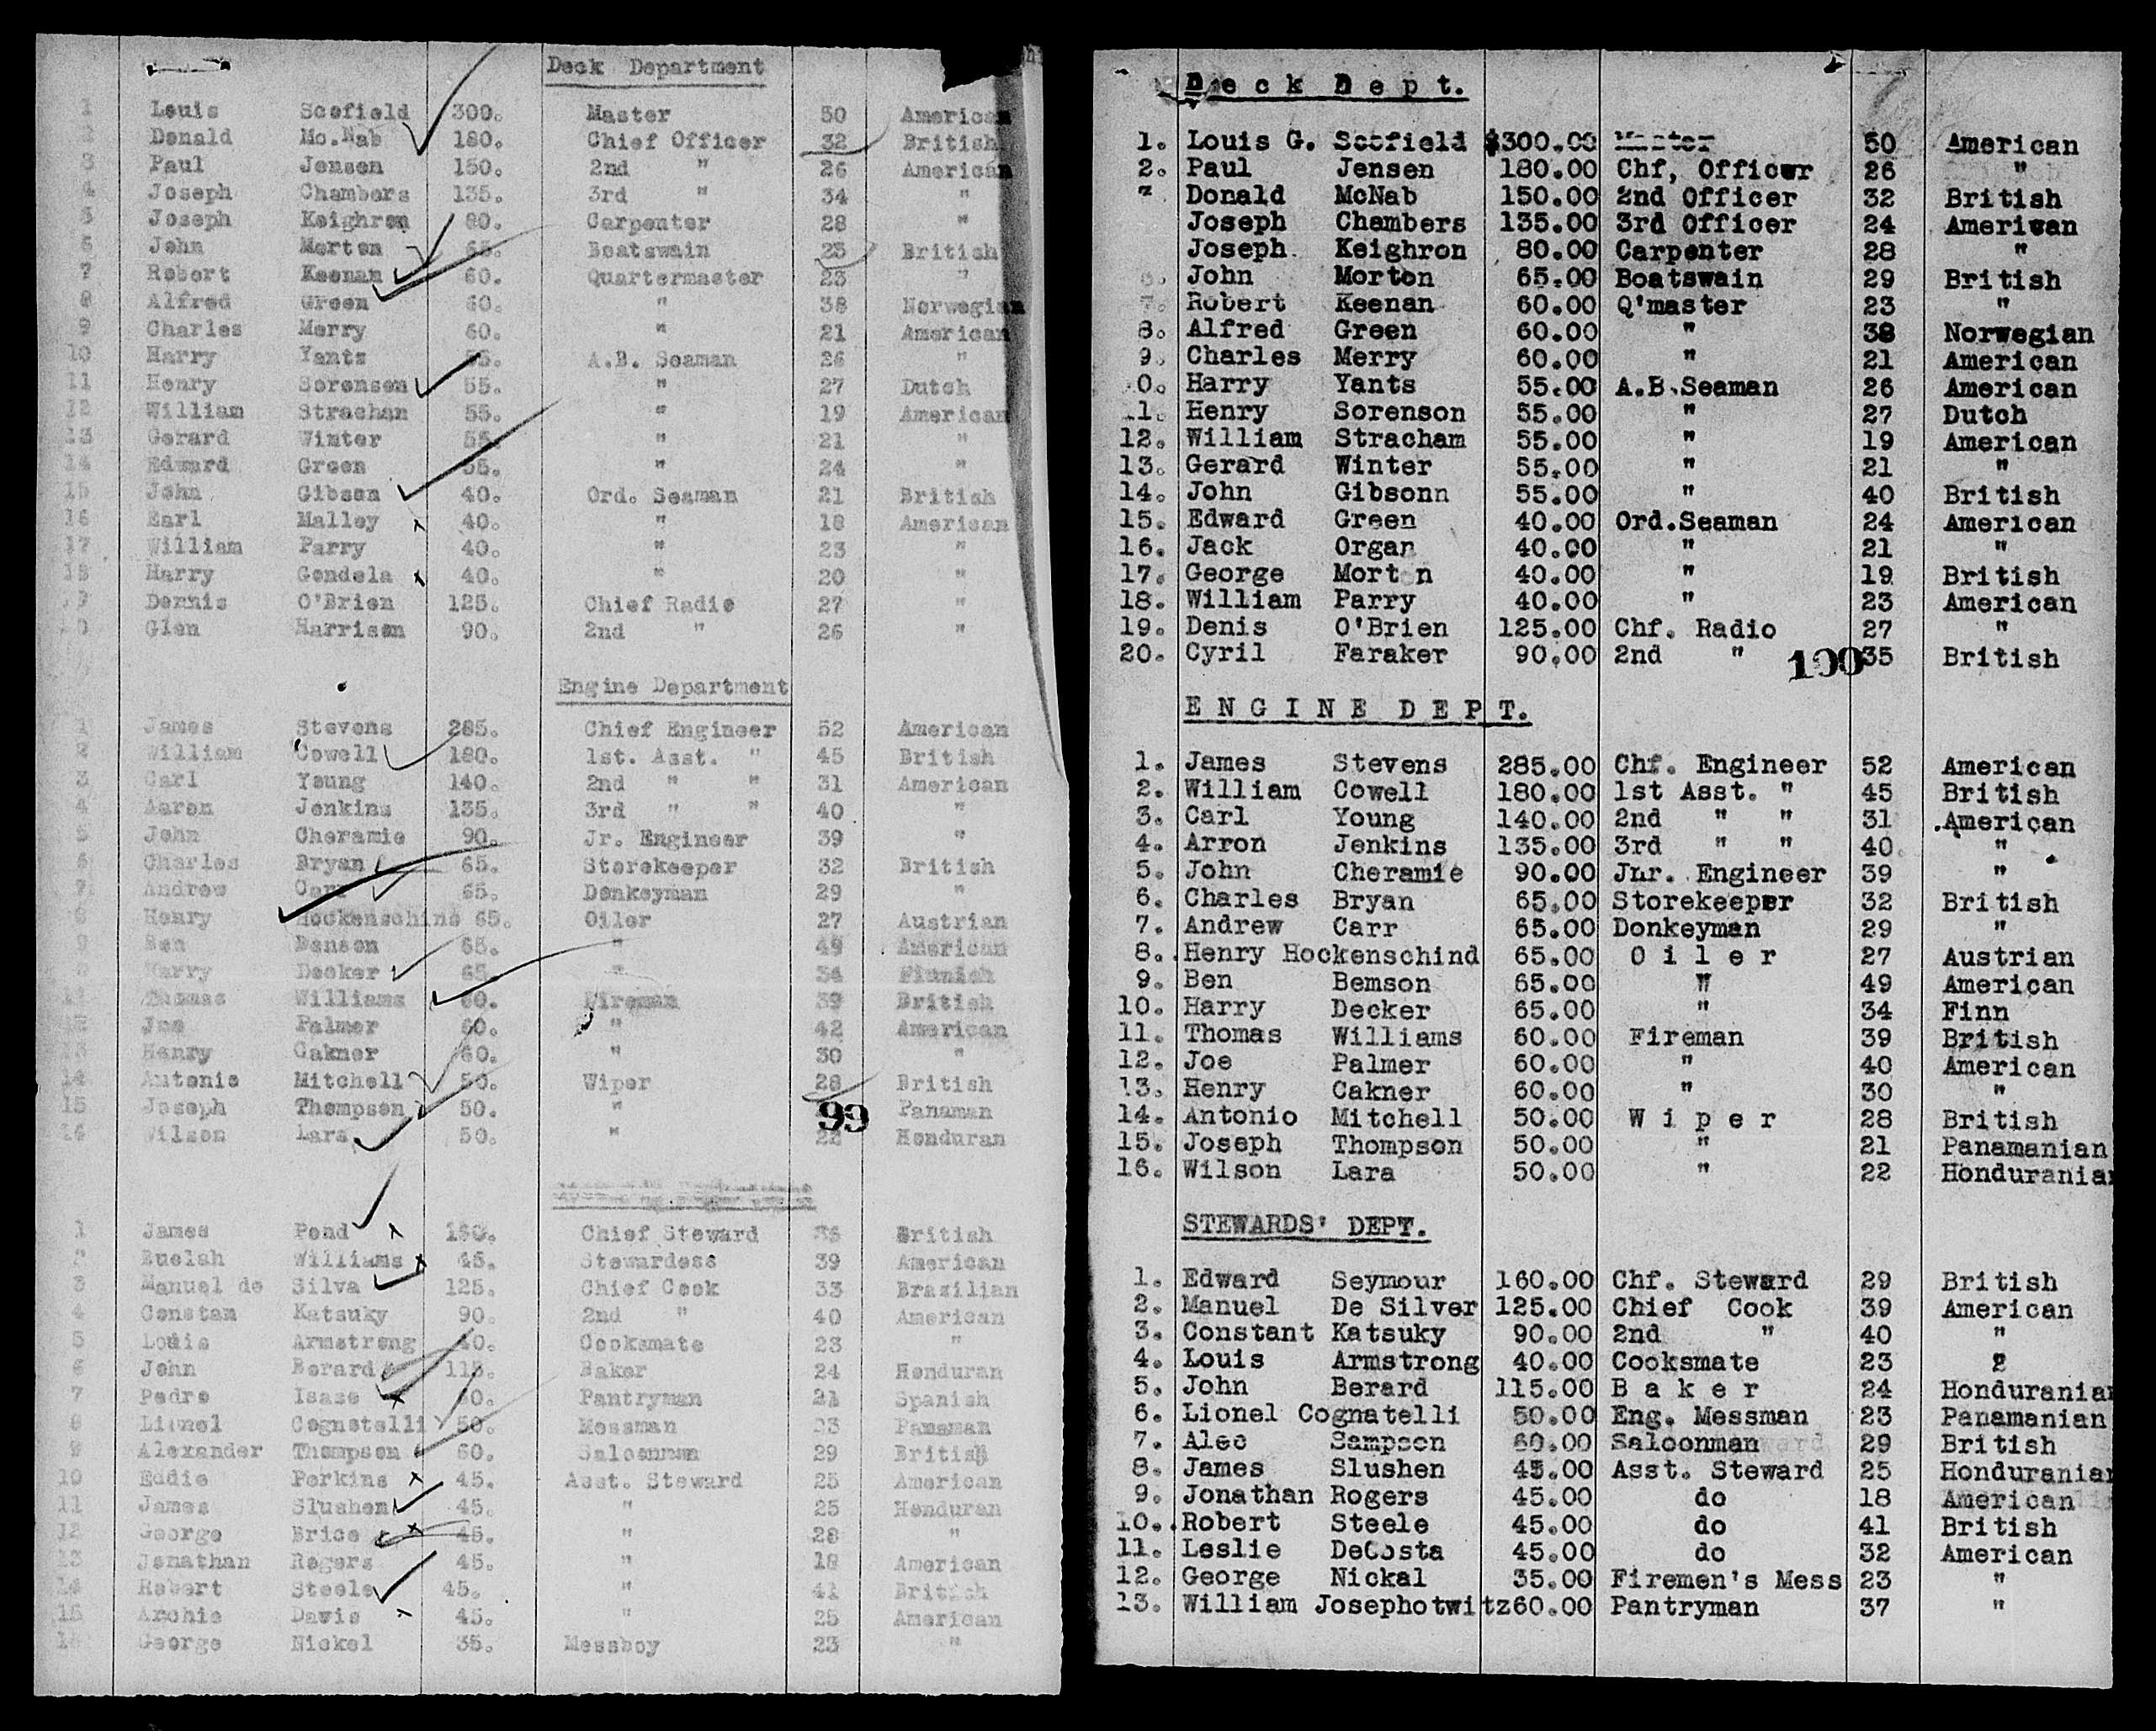 Deck Department
1 Louis Scofield 300. Master 50 American
2 Donald Mc.Nab 180. Chief Officer 32 British
3 Paul Jensen 150. 2nd " 26 American
4 Joseph Chambers 135. 3rd " 34 "
5 Joseph Keighron 80. Carpenter 28 "
6 John Morton 65. Boatswain 25 British
7 Robert Keenan 60. Quartermaster 23 "
8 Alfred Green 60. " 38 Norwegian
9 Charles Merry 60. " 21 American
10 Harry Yants 55. A.B. Seaman 26 "
11 Henry Sorensen 55. " 27 Dutch
12 William Strachan 55. " 19 American
13 Gerard Winter 55. " 21 "
14 Edward Green 55. " 24 "
15 John Gibson 40. Ord. Seaman 21 British
16 Earl Malley 40. " 18 American
17 William Parry 40. " 23 "
18 Harry Gondela 40. " 20 "
19 Dennis O'Brien 125. Chief Radio 27 "
20 Glen Harrison 90. 2nd " 26 "
Engine Department
1 James Stevens 285. Chief Engineer 52 American
2 William Cowell 180. 1st. Asst. " 45 British
3 Carl Young 140. 2nd " " 31 American
4 Aaron Jenkins 135. 3rd " " 40 "
5 John Cheramie 90. Jr. Engineer 39 "
6 Charles Bryan 65. Storekeeper 32 British
7 Andrew Carr 65. Donkeyman 29 "
8 Henry Hockenschind 65. Oiler 27 Austrian
9 Ben Benson 65. " 49 American
Harry Decker 65. " 34 Finnish
11 Thomas Williams 60. Fireman 39 British
12 Joe Palmer 60. " 42 American
13 Henry Cakner 60. " 30 "
14 Antonio Mitchell 50. Wiper 28 British
15 Joseph Thompson 50. " Panaman
99
16 Wilson Lara 50. " 22 Honduran
1 James Pond 160. Chief Steward 35 British
2 Buelah Williams 45. Stewardess 39 American
3 Manuel de Silva 125. Chief Cook 33 Brazilian
4 Constam Katsuky 90. 2nd " 40 American
5 Louis Armstrong 40. Cooksmate 23 "
6 John Berard 115. Baker 24 Honduran
7 Pedro Isase 60. Pantryman 21 Spanish
8 Lionel Cognatelli 50. Messman 23 Panaman
9 Alexander Thompson 60. Saloonman 29 British
10 Eddie Perkins 45. Asst. Steward 25 American
11 James Slushen 45. " 25 Honduran
12 George Brice 45. " 28 "
13 Jonathan Rogers 45. " 18 American
14 Robert Steele 45. " 41 British
15 Archie Davis 45. " 25 American
16 George Nickel 35. Messboy 23 "
Deck Dept.
1. Louis G. Scofield $300.00 Master 50 American
2. Paul Jensen 180.00 Chf, Officer 26 "
Donald McNab 150.00 2nd Officer 32 British
Joseph Chambers 135.00 3rd Officer 24 American
Joseph. Keighron 80.00 Carpenter 28 "
6. John Morton 65.00 Boatswain 29 British
7. Robert Keenan 60.00 Q'master 23 "
8. Alfred Green 60.00 " 38 Norwegian
9. Charles Merry 60.00 " 21 American
0. Harry Yants 55.00 A.B.Seaman 26 American
1. Henry Sorenson 55.00 " 27 Dutch
12. William Stracham 55.00 " 19 American
13. Gerard Winter 55.00 " 21 "
14. John Gibsonn 55.00 " 40 British
15. Edward Green 40.00 Ord.Seaman 24 American
16. Jack Organ 40.00 " 21 "
17. George Mort n 40.00 " 19 British
18. William Parry 40.00 " 23 American
19. Denis O'Brien 125.00 Chf. Radio 27 "
20. Cyril Faraker 90.00 2nd " 35 British
100
ENGINE DEPT.
1. James Stevens 285.00 Chf. Engineer 52 American
2. William Cowell 180.00 1st Asst. " 45 British
3. Carl Young 140.00 2nd " " 31 American
4. Arron Jenkins 135.00 3rd " " 40 "
5. John Cheramie 90.00 Jnr. Engineer 39 "
6. Charles Bryan 65.00 Storekeeper 32 British
7. Andrew Carr 65.00 Donkeyman 29 "
8. Henry Hockenschind 65.00 Oiler 27 Austrian
9. Ben Bemson 65.00 " 49 American
10. Harry Decker 65.00 " 34 Finn
11. Thomas Williams 60.00 Fireman 39 British
12. Joe Palmer 60.00 " 40 American
13. Henry Cakner 60.00 " 30 "
14. Antonio Mitchell 50.00 Wiper 28 British
15. Joseph Thompson 50.00 " 21 Panamanian
16. Wilson Lara 50.00 " 22 Honduranian
STEWARDS' DEPT.
1. Edward Seymour 160.00 Chf. Steward 29 British
2. Manuel De Silver 125.00 Chief Cook 39 American
3. Constant Katsuky 90.00 2nd " 40 "
4. Louis Armstrong 40.00 Cooksmate 23 2
5. John Berard 115.00 Baker 24 Honduranian
6. Lionel Cognatelli 50.00 Eng. Messman 23 Panamanian
7. Alec Sampson 60.00 Saloonman 29 British
8. James Slushen 45.00 Asst. Steward 25 Honduranian
9. Jonathan Rogers 45.00 do 18 American
10. Robert Steele 45.00 do 41 British
11. Leslie DeCosta 45.00 do 32 American
12. George Nickal 35.00 Firemen's Mess 23 "
13. William Josephotwitz 60.00 Pantryman 37 "